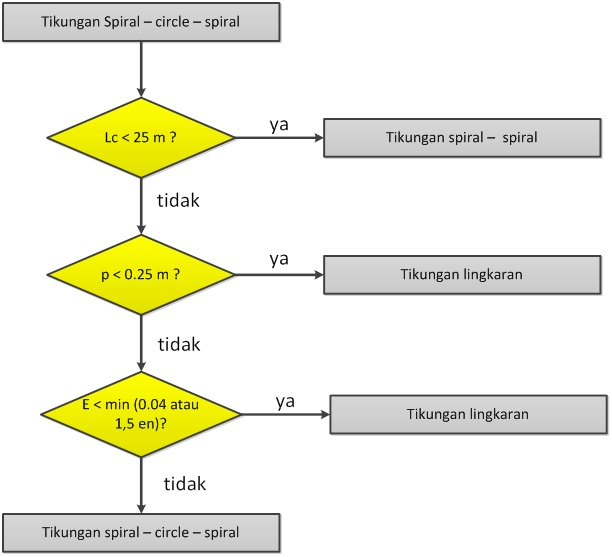 Tikungan Spiral – circle – spiral
Lc < 25 m ?
ya
Tikungan spiral –  spiral
tidak
p < 0.25 m ?
ya
Tikungan lingkaran
tidak
E < min (0.04 atau
1,5 en)?
ya
Tikungan lingkaran
tidak
Tikungan spiral – circle – spiral